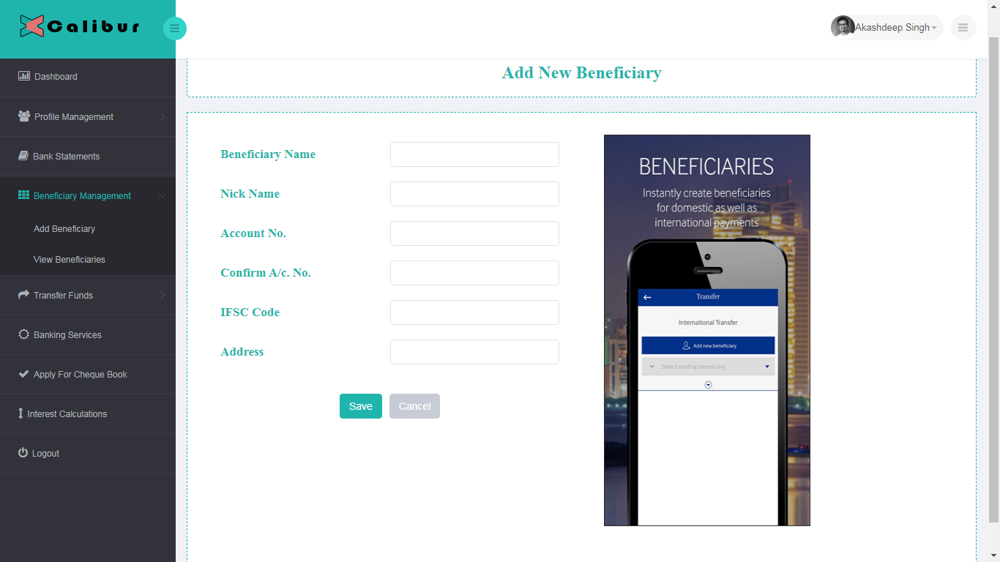 Calibur
Akashdeep Singh
Dashboard
Profile Management
Bank Statements
Beneficiary Management
Add Beneficiary
View Beneficiaries
Transfer Funds
Banking Services
Apply For Cheque Book
Interest Calculations
Logout
Add New Beneficiary
Beneficiary Name
Nick Name
Account No.
Confirm A/c. No.
IFSC Code
Address
Save Cancel
BENEFICIARIES
Instantly create beneficiaries
for domestic as well as
international payments
Transfer
International Transfer
Add new beneficiary
Select existing beneficiary